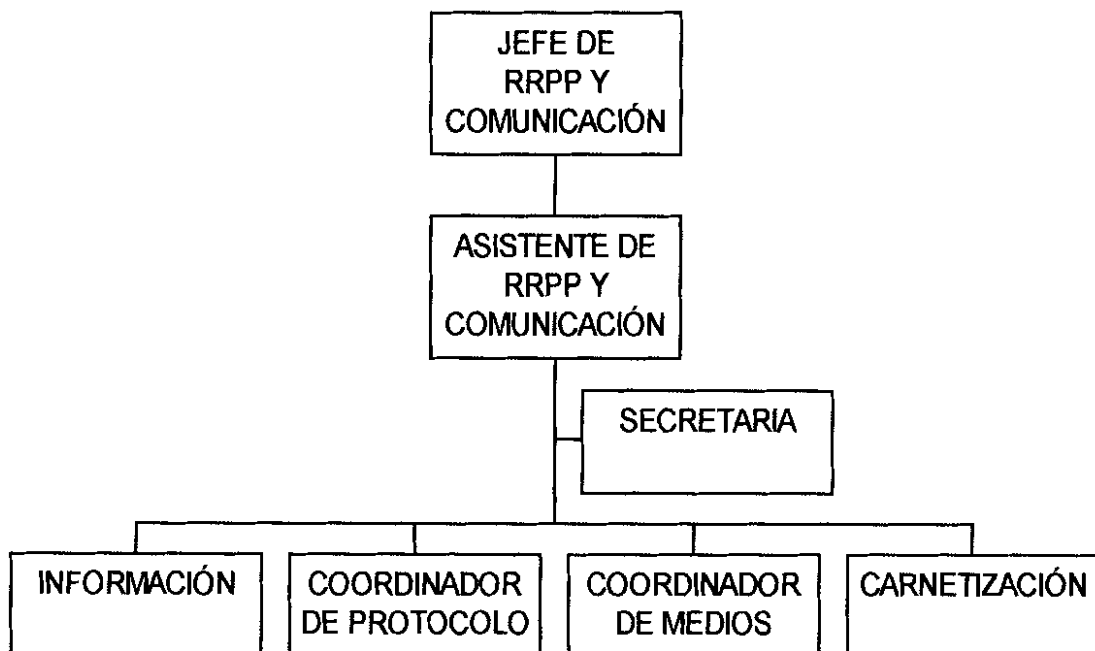 JEFE DE
RRPP Y
COMUNICACIÓN
ASISTENTE DE
RRPP Y
COMUNICACIÓN
SECRETARIA
INFORMACIÓN
COORDINADOR
DE PROTOCOLO
COORDINADOR
DE MEDIOS
CARNETIZACIÓN